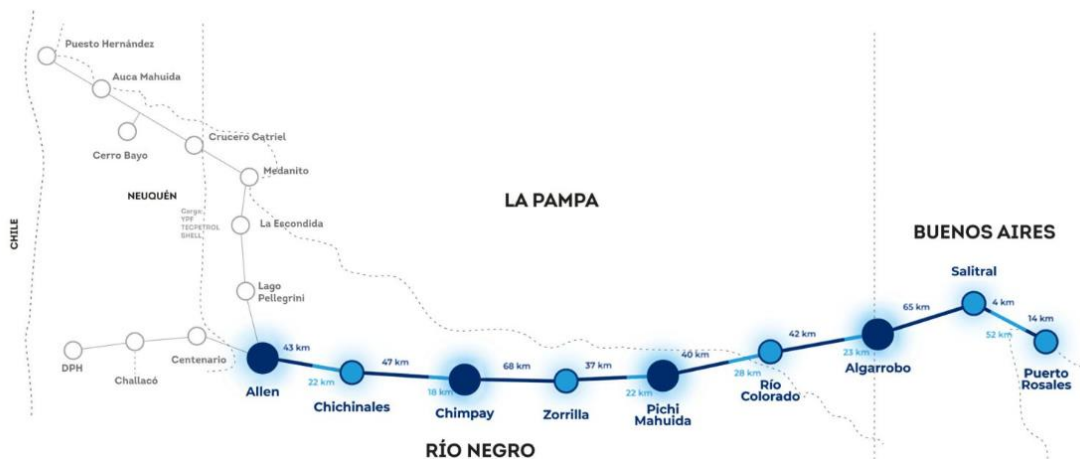 Puesto Hernández
Auca Mahuida
Cerro Bayo
Crucero Catriel
Medanito
NEUQUÉN
CHILE
Carga:
YPF
TECPETROL
SHELL
La Escondida
Lago
Pellegrini
LA PAMPA
BUENOS AIRES
DPH
Challacó
Centenario
Allen
43 km
22 km
Chichinales
47 km
18 km
Chimpay
68 km
Zorrilla
37 km
22 km
Pichi
Mahuida
40 km
28 km
Río
Colorado
42 km
23 km
Algarrobo
65 km
Salitral
4 km
52 km
14 km
Puerto
Rosales
RÍO NEGRO